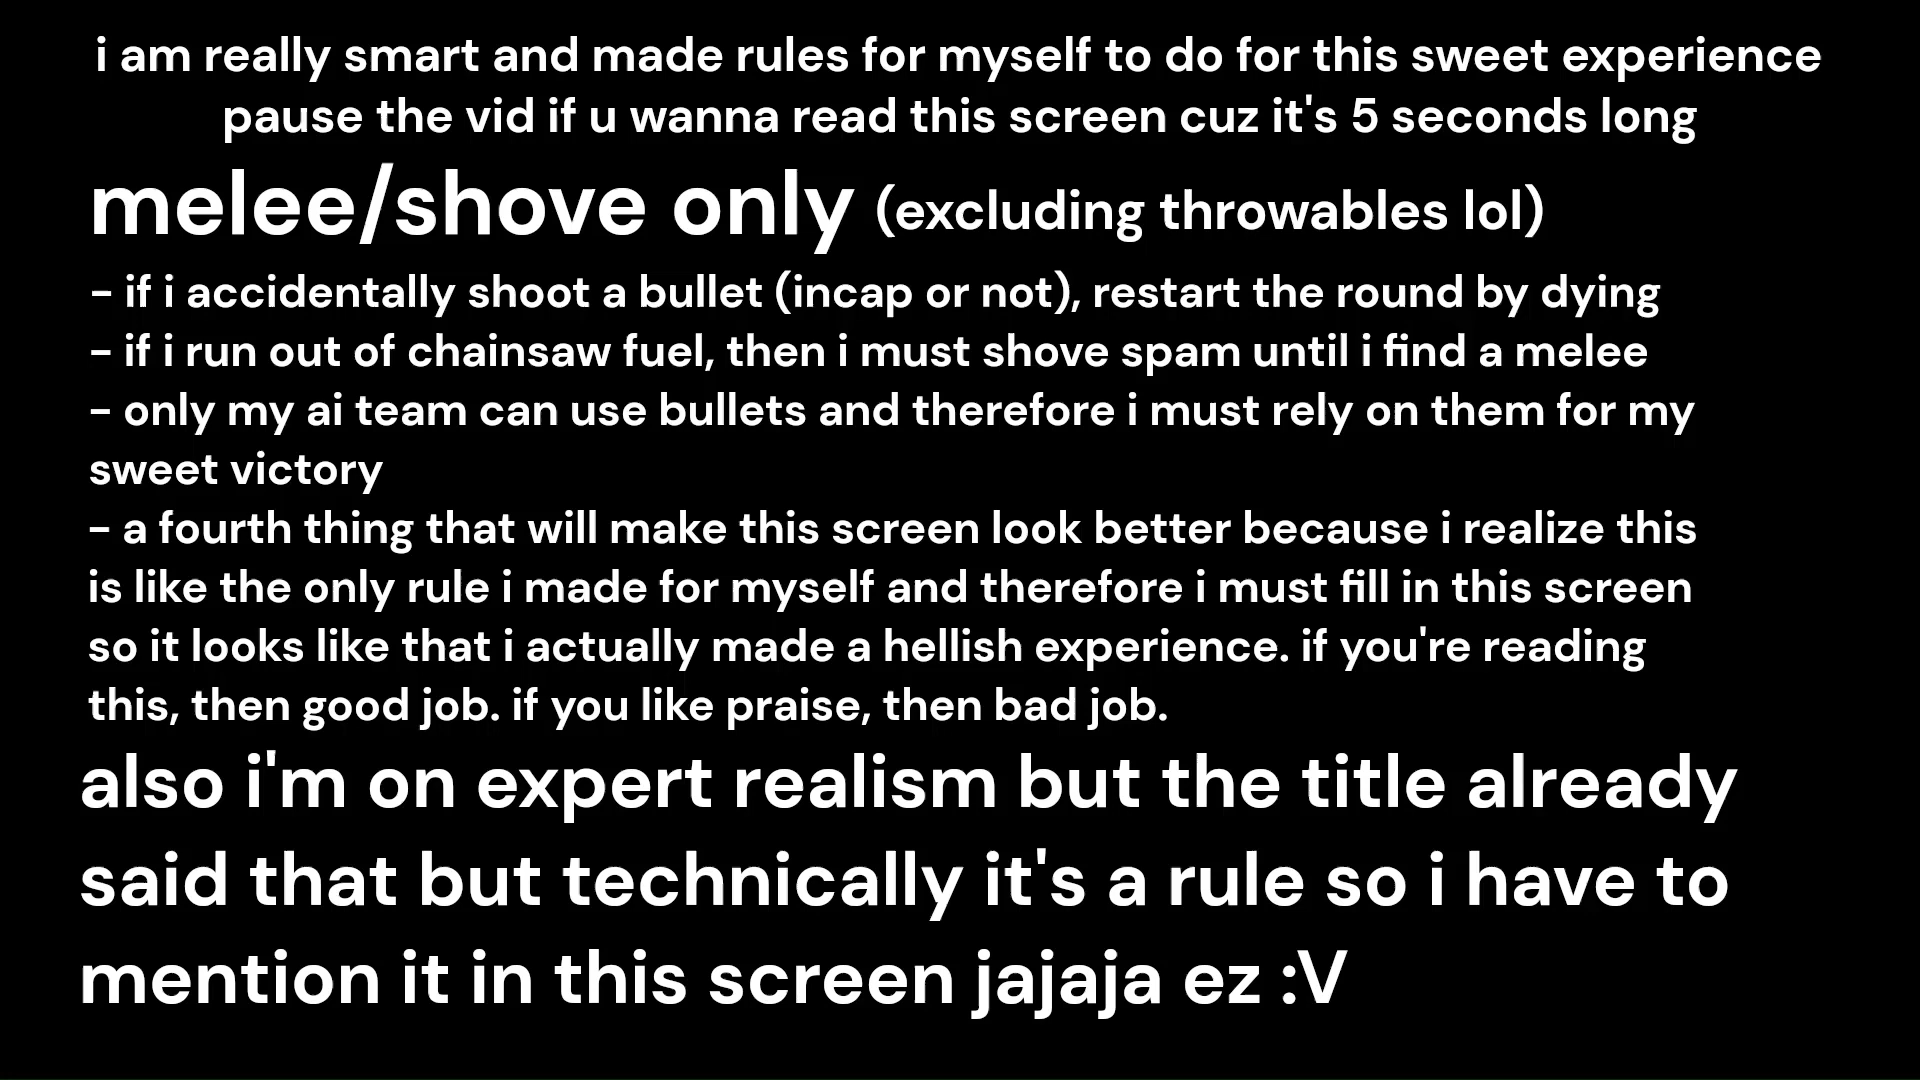 i am really smart and made rules for myself to do for this sweet experience
pause the vid if u wanna read this screen cuz it's 5 seconds long
melee/shove only (excluding throwables lol)
- if i accidentally shoot a bullet (incap or not), restart the round by dying
- if i run out of chainsaw fuel, then i must shove spam until i find a melee
- only my ai team can use bullets and therefore i must rely on them for my
sweet victory
- a fourth thing that will make this screen look better because i realize this
is like the only rule i made for myself and therefore i must fill in this screen
so it looks like that i actually made a hellish experience. if you're reading
this, then good job. if you like praise, then bad job.
also i'm on expert realism but the title already
said that but technically it's a rule so i have to
mention it in this screen jajaja ez :V